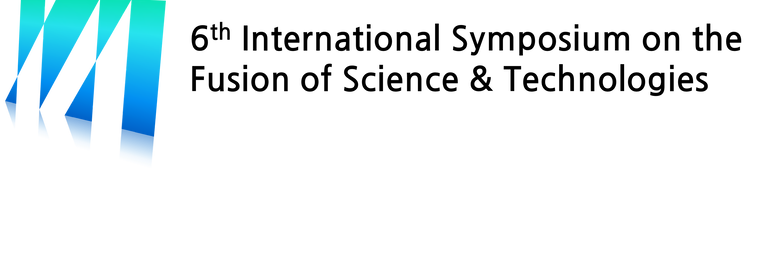 6th International Symposium on the
Fusion of Science & Technologies